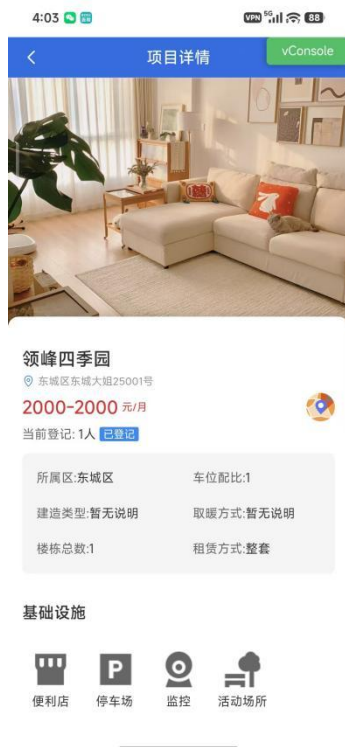 4:03
VPN 5G 88
项目详情
vConsole
领峰四季园
东城区东城大姐25001号
2000-2000 元/月
当前登记: 1人 已登记
所属区:东城区 车位配比:1
建造类型:暂无说明 取暖方式:暂无说明
楼栋总数:1 租赁方式:整套
基础设施
P
便利店 停车场 监控 活动场所